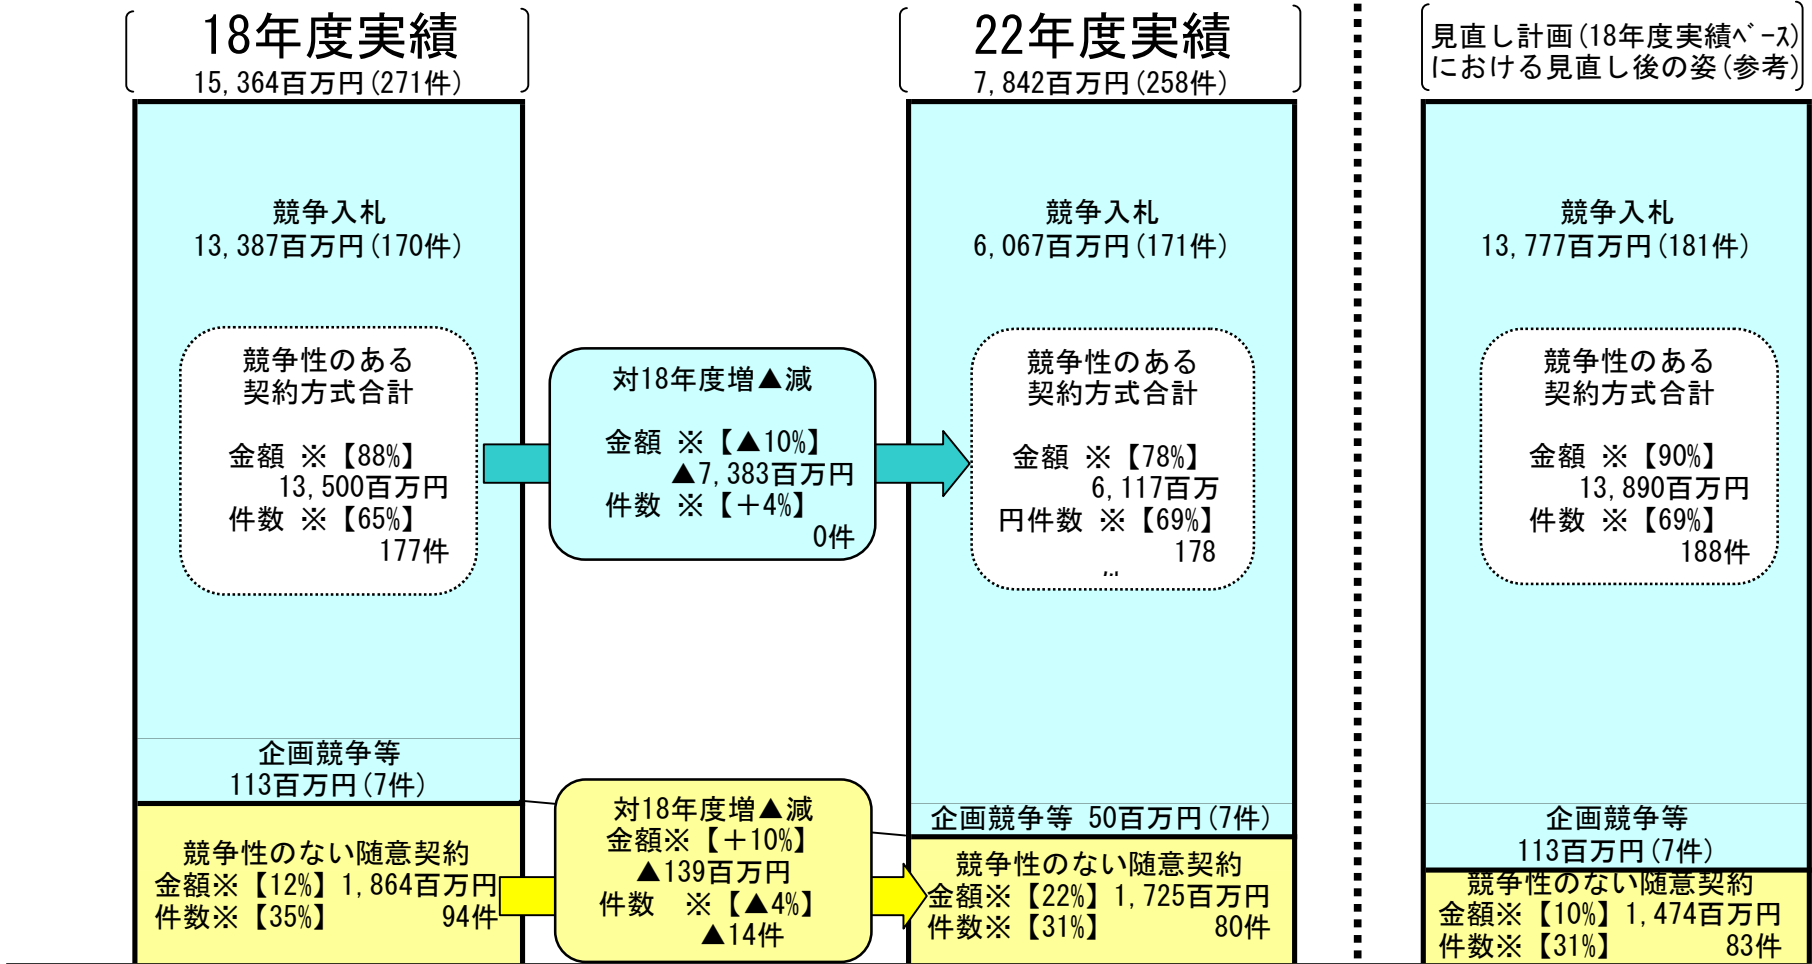 18年度実績
15,364百万円(271件)
競争入札
13,387百万円(170件)
競争性のある
契約方式合計
金額 ※【88%】
13,500百万円
件数 ※【65%】
177件
企画競争等
113百万円(7件)
競争性のない随意契約
金額※【12%】1,864百万円
件数※【35%】 94件
対18年度増▲減
金額 ※【▲10%】
▲7,383百万円
件数 ※【+4%】
0件
対18年度増▲減
金額※【+10%】
▲139百万円
件数 ※【▲4%】
▲14件
22年度実績
7,842百万円(258件)
競争入札
6,067百万円(171件)
競争性のある
契約方式合計
金額 ※【78%】
6,117百万
円件数 ※【69%】
178
企画競争等 50百万円(7件)
競争性のない随意契約
金額※【22%】1,725百万円
件数※【31%】 80件
見直し計画(18年度実績ベース)
における見直し後の姿(参考)
競争入札
13,777百万円(181件)
競争性のある
契約方式合計
金額 ※【90%】
13,890百万円
件数 ※【69%】
188件
企画競争等
113百万円(7件)
競争性のない随意契約
金額※【10%】1,474百万円
件数※【31%】 83件